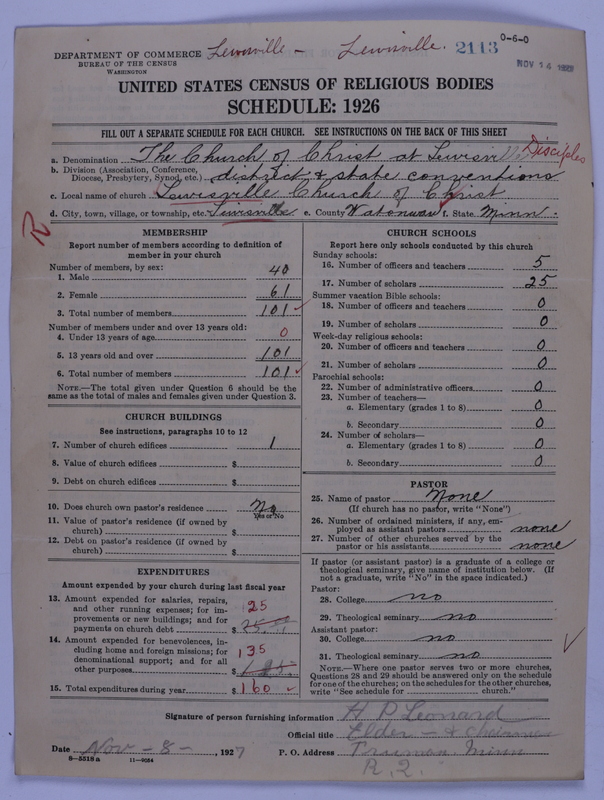 DEPARTMENT OF COMMERCE Lewisville - Lewisville. 2113 0-6-0
BUREAU OF THE CENSUS
WASHINGTON
NOV 14
UNITED STATES CENSUS OF RELIGIOUS BODIES
SCHEDULE: 1926
FILL OUT A SEPARATE SCHEDULE FOR EACH CHURCH. SEE INSTRUCTIONS ON THE BACK OF THIS SHEET
a. Denomination The Church of Christ at Lewisville Disciples
b. Division (Association, Conference, Diocese, Presbytery, Synod, etc.) district & state conventions
c. Local name of church Lewisville Church of Christ
d. City, town, village, or township, etc. Lewisville e. County Watonwan f. State Minn.
R
MEMBERSHIP
Report number of members according to definition of
member in your church
Number of members, by sex:
1. Male 40
2. Female 61
3. Total number of members 101
Number of members under and over 13 years old:
4. Under 13 years of age 0
5. 13 years old and over 101
6. Total number of members 101
NOTE.—The total given under Question 6 should be
same as the total of males and females given under Question 3.
CHURCH BUILDINGS
See instructions, paragraphs 10 to 12
7. Number of church edifices 1
8. Value of church edifices $
9. Debt on church edifices $
10. Does church own pastor's residence? No
Yes or No
11. Value of pastor's residence (if owned by
church) $
12. Debt on pastor's residence (if owned by
church) $
EXPENDITURES
Amount expended by your church during last fiscal year
13. Amount expended for salaries, repairs,
and other running expenses; for im-
provements or new buildings; and for
payments on church debt $ 25
14. Amount expended for benevolences, in-
cluding home and foreign missions; for
denominational support; and for all
other purposes $ 135
15. Total expenditures during year $ 160
CHURCH SCHOOLS
Report here only schools conducted by this church
Sunday schools:
16. Number of officers and teachers 5
17. Number of scholars 25
Summer vacation Bible schools:
18. Number of officers and teachers 0
19. Number of scholars 0
Week-day religious schools:
20. Number of officers and teachers 0
21. Number of scholars 0
Parochial schools:
22. Number of administrative officers 0
23. Number of teachers—
a. Elementary (grades 1 to 8) 0
b. Secondary 0
24. Number of scholars—
a. Elementary (grades 1 to 8) 0
b. Secondary 0
PASTOR
25. Name of pastor None
(If church has no pastor, write "None")
26. Number of ordained ministers, if any, em-
ployed as assistant pastors none
27. Number of other churches served by the
pastor or his assistants none
If pastor (or assistant pastor) is a graduate of a college or
theological seminary, give name of institution below. (If
not a graduate, write "No" in the space indicated.)
Pastor:
28. College no
29. Theological seminary no
Assistant pastor:
30. College no
31. Theological seminary no
NOTE.—Where one pastor serves two or more churches,
Questions 28 and 29 should be answered only on the schedule
for one of the churches; on the schedules for the other churches,
write "See schedule for church."
Signature of person furnishing information H P Leonard
Official title Elder - & chairman
Date Nov - 8 - , 1927 P. O. Address Truman. Minn
8-5518 a 11-9054 R. 2.